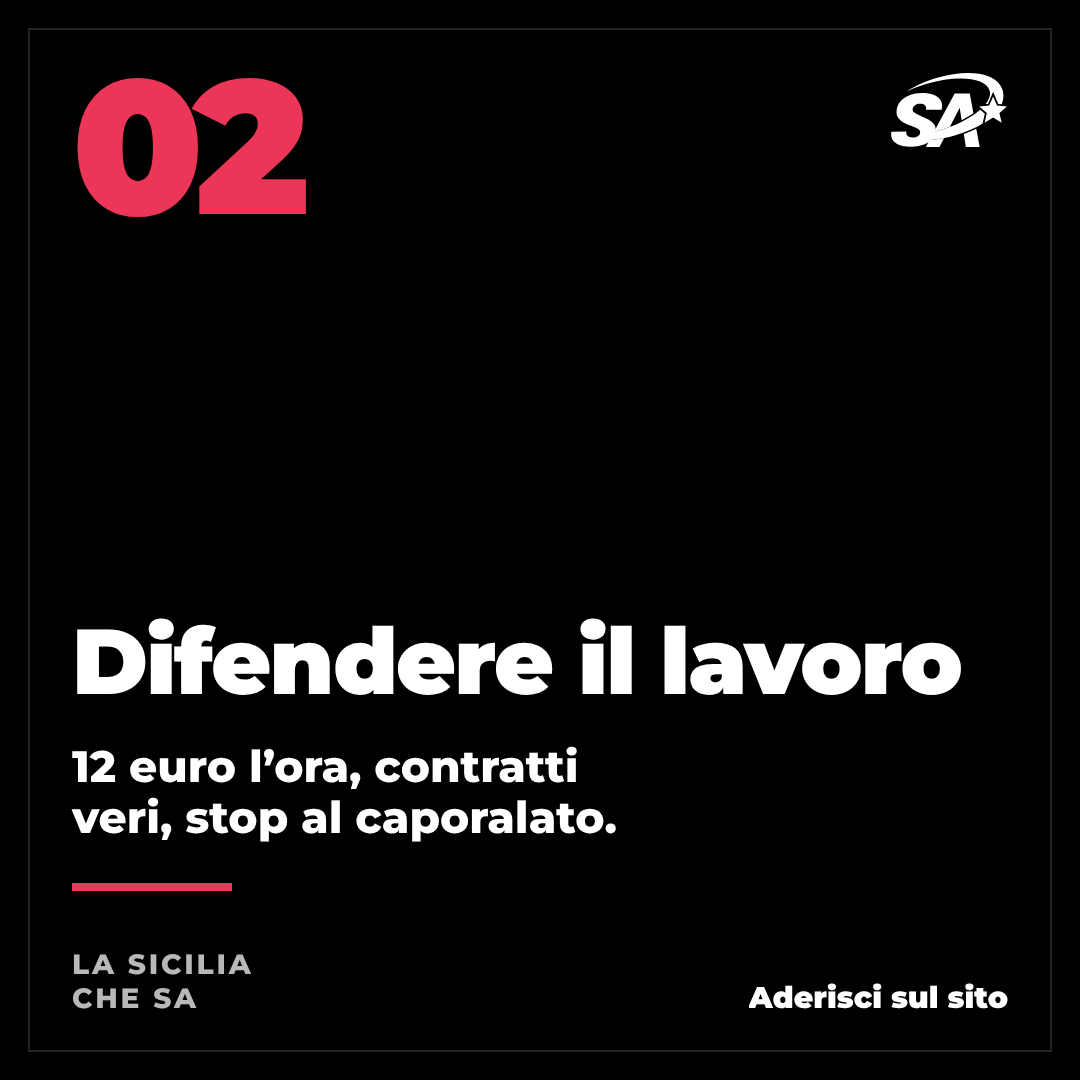 02
SA
Difendere il lavoro
12 euro l’ora, contratti
veri, stop al caporalato.
LA SICILIA
CHE SA
Aderisci sul sito